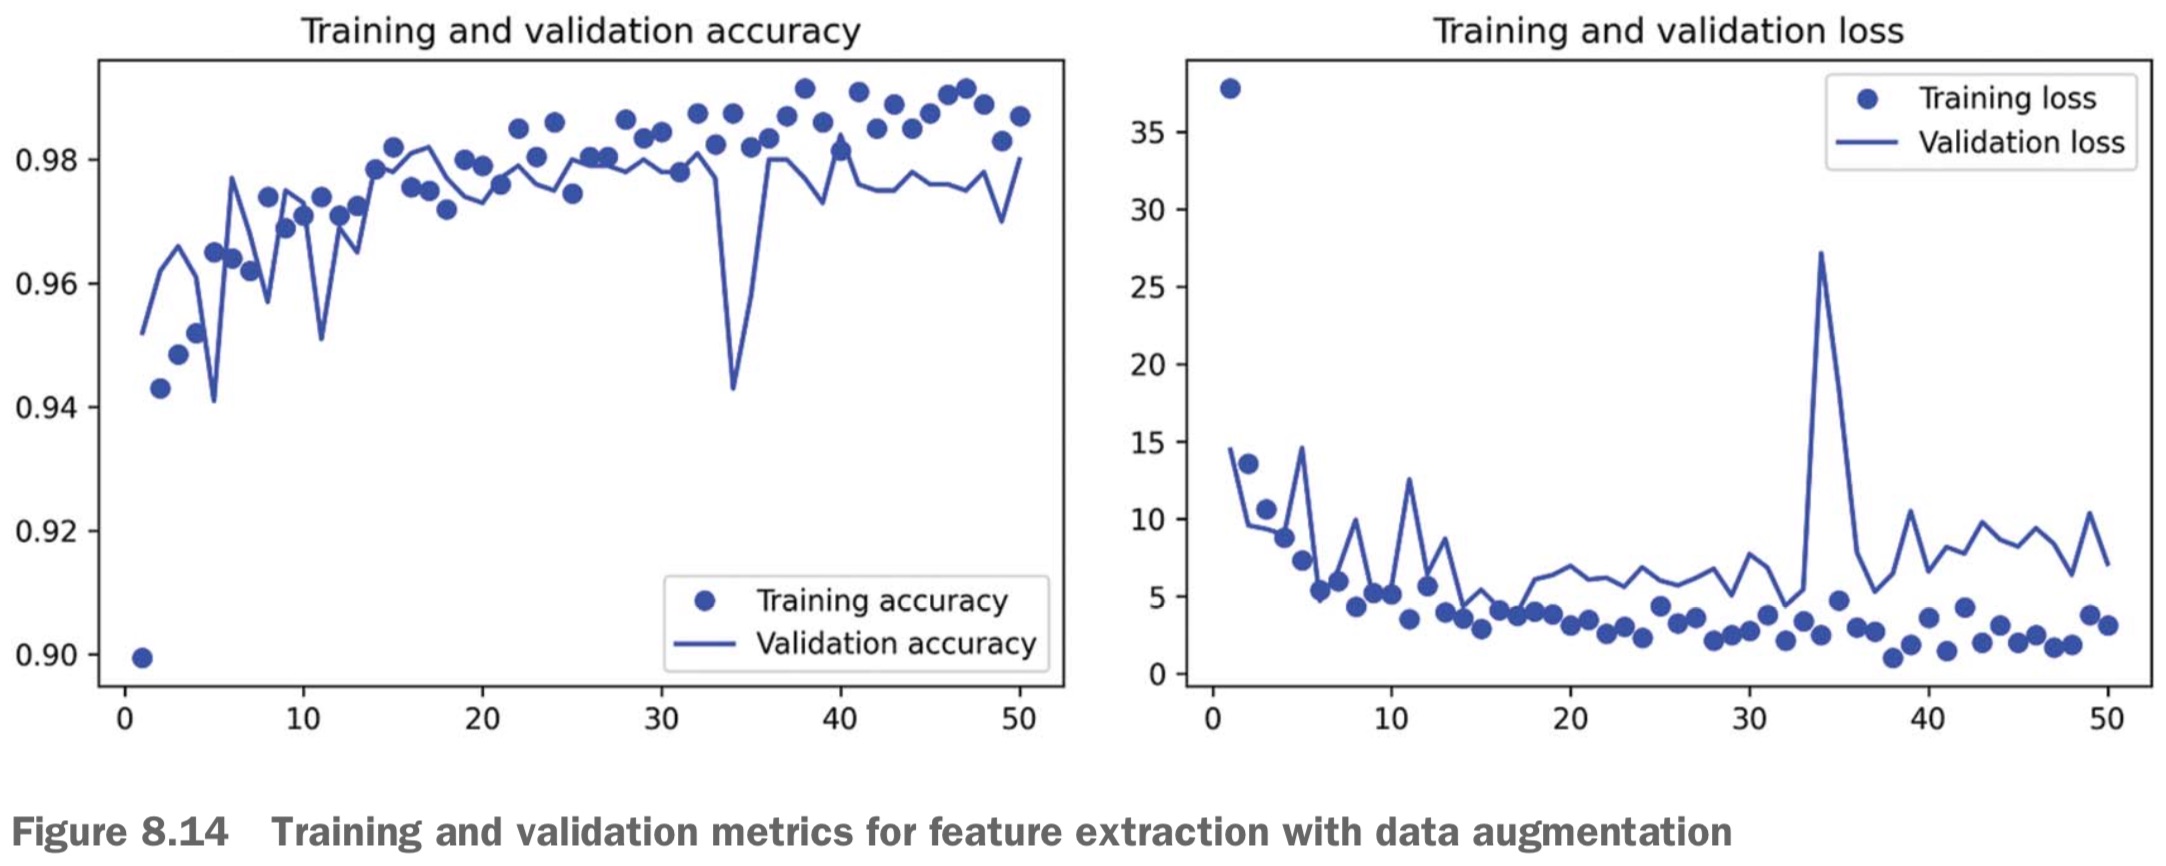 Training and validation accuracy
0.98
0.96
0.94
0.92
0.90
Training accuracy
Validation accuracy
0 10 20 30 40 50
Training and validation loss
35
30
25
20
15
10
5
0
Training loss
Validation loss
0 10 20 30 40 50
Figure 8.14 Training and validation metrics for feature extraction with data augmentation